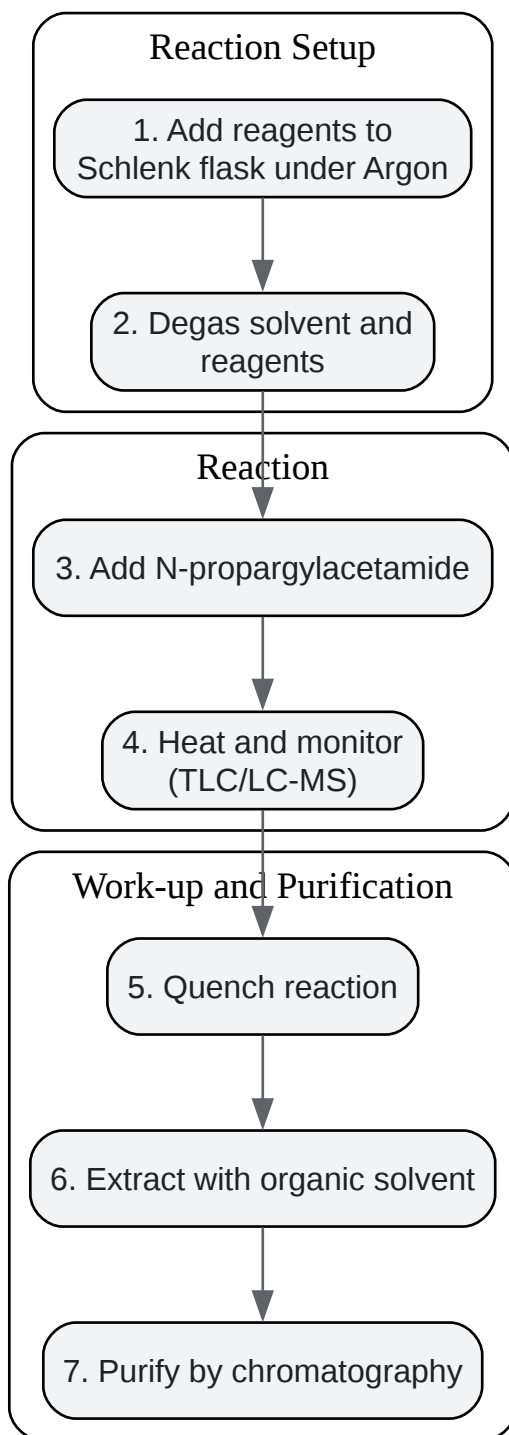 Reaction Setup
1. Add reagents to
Schlenk flask under Argon
2. Degas solvent and
reagents
Reaction
3. Add N-propargylacetamide
4. Heat and monitor
(TLC/LC-MS)
Work-up and Purification
5. Quench reaction
6. Extract with organic solvent
7. Purify by chromatography